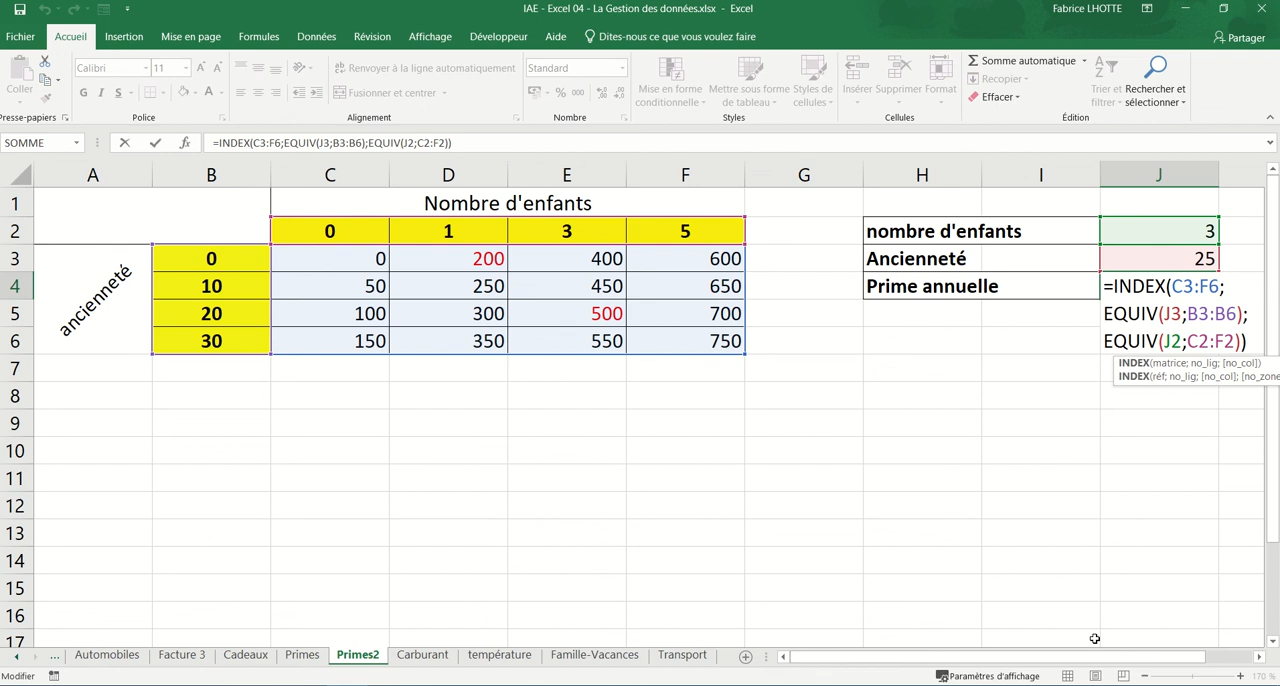 IAE - Excel 04 - La Gestion des données.xlsx - Excel
Fabrice LHOTTE
Fichier Accueil Insertion Mise en page Formules Données Révision Affichage Développeur Aide Dites-nous ce que vous voulez faire Partager
Coller
Calibri 11
G I S A
Renvoyer à la ligne automatiquement
Fusionner et centrer
Standard
% 000
Mise en forme conditionnelle
Mettre sous forme de tableau
Styles de cellules
Insérer Supprimer Format
Somme automatique
Recopier
Effacer
Trier et filtrer
Rechercher et sélectionner
Presse-papiers Police Alignement Nombre Styles Cellules Édition
SOMME fx =INDEX(C3:F6;EQUIV(J3;B3:B6);EQUIV(J2;C2:F2))
A B C D E F G H I J
1 Nombre d'enfants
2 0 1 3 5 nombre d'enfants 3
3 0 0 200 400 600 Ancienneté 25
ancienneté
4 10 50 250 450 650 Prime annuelle =INDEX(C3:F6;
5 20 100 300 500 700 EQUIV(J3;B3:B6);
6 30 150 350 550 750 EQUIV(J2;C2:F2))
INDEX(matrice; no_lig; [no_col])
INDEX(réf; no_lig; [no_col]; [no_zone
7
8
9
10
11
12
13
14
15
16
17
... Automobiles Facture 3 Cadeaux Primes Primes2 Carburant température Famille-Vacances Transport
Modifier Paramètres d'affichage 170 %